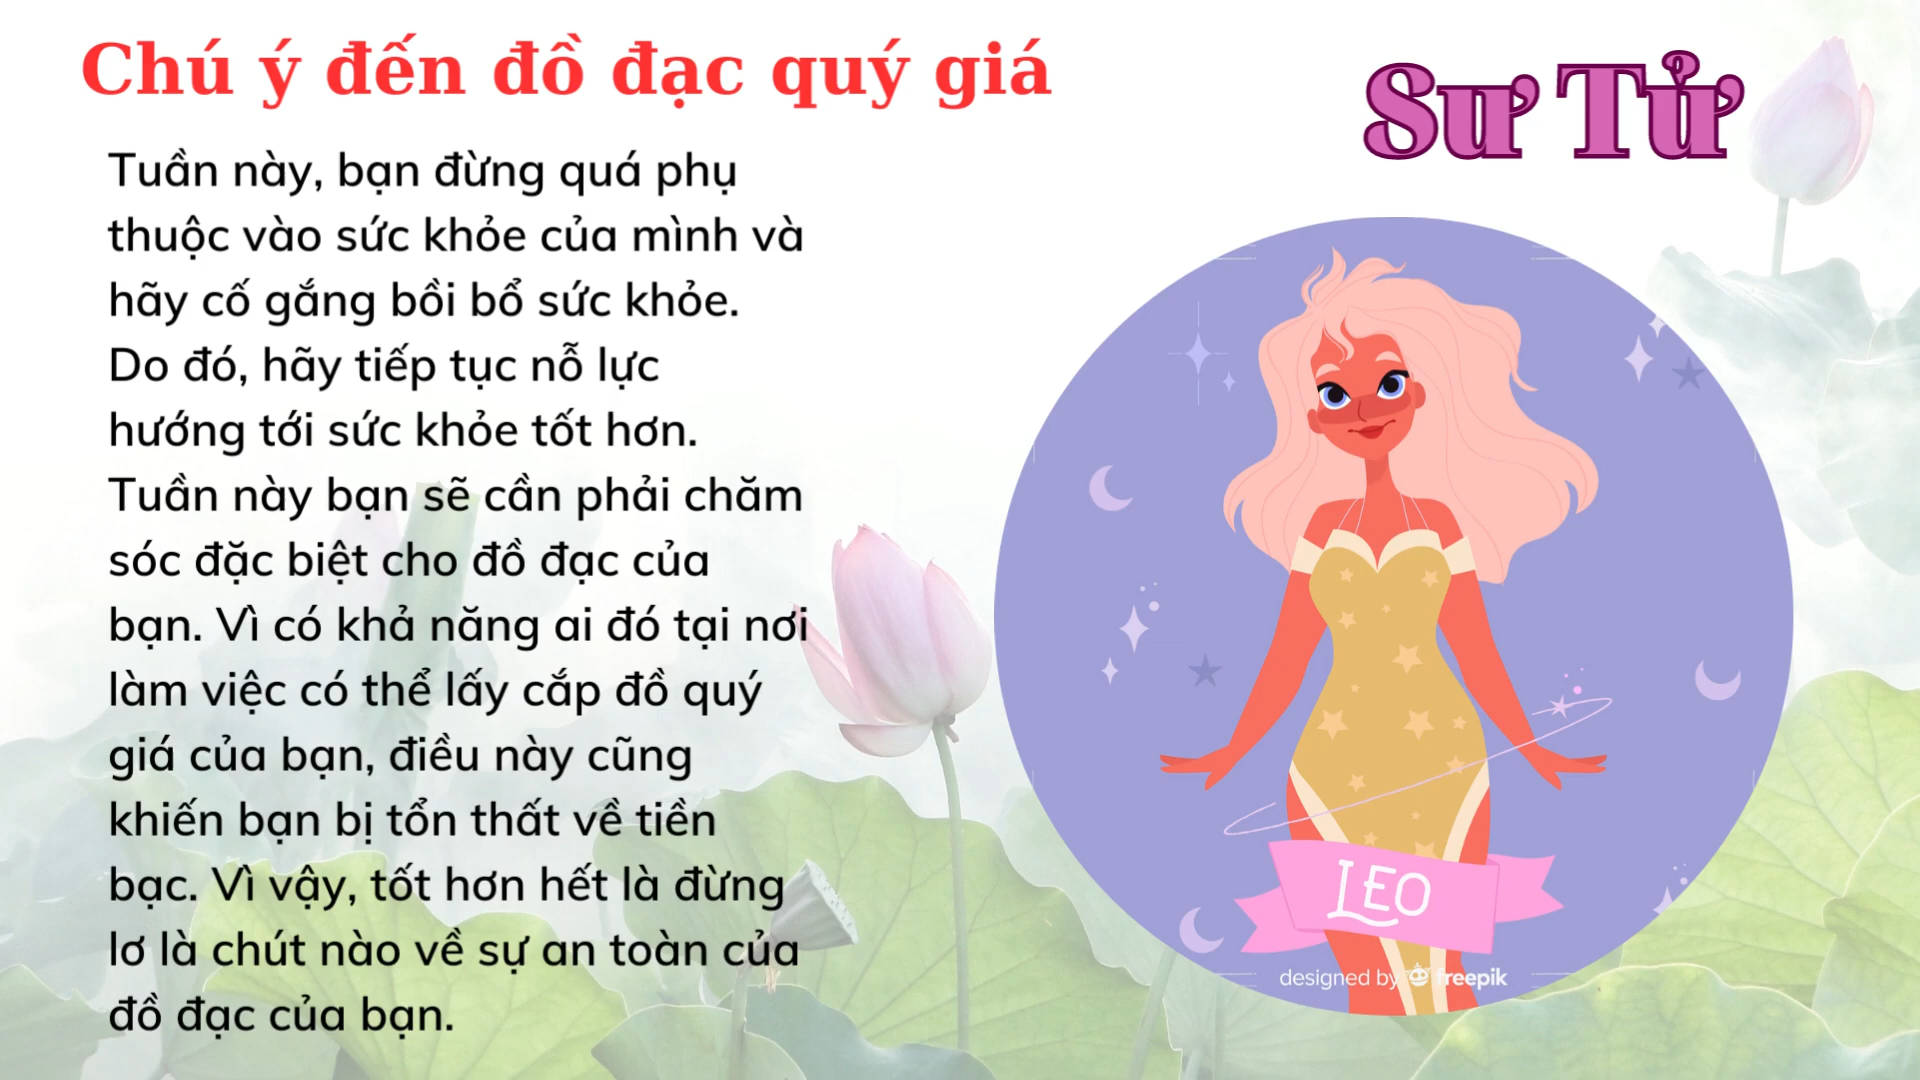 Chú ý đến đồ đạc quý giá
Sư Tử
Tuần này, bạn đừng quá phụ
thuộc vào sức khỏe của mình và
hãy cố gắng bồi bổ sức khỏe.
Do đó, hãy tiếp tục nỗ lực
hướng tới sức khỏe tốt hơn.
Tuần này bạn sẽ cần phải chăm
sóc đặc biệt cho đồ đạc của
bạn. Vì có khả năng ai đó tại nơi
làm việc có thể lấy cắp đồ quý
giá của bạn, điều này cũng
khiến bạn bị tổn thất về tiền
bạc. Vì vậy, tốt hơn hết là đừng
lơ là chút nào về sự an toàn của
đồ đạc của bạn.
LEO
designed by freepik